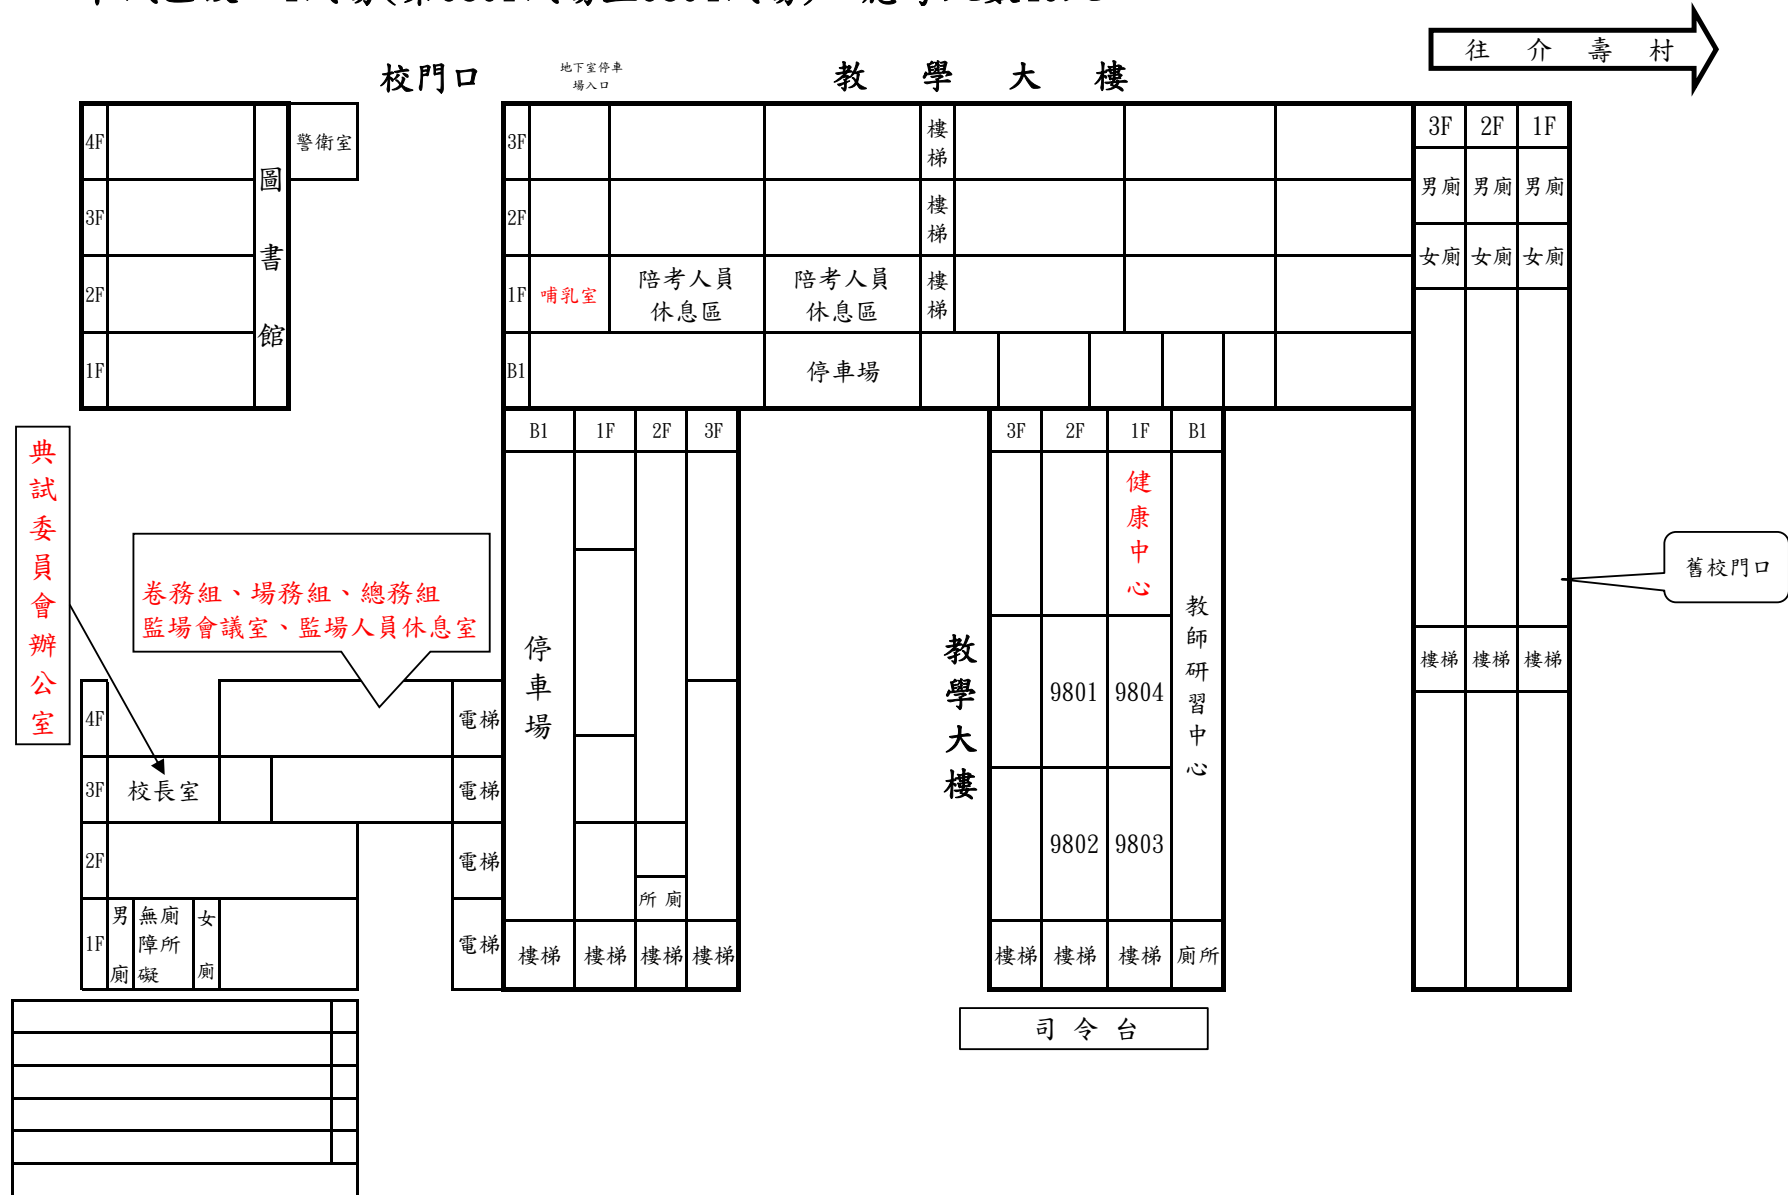 往 介 壽 村
校門口
地下室停車
場入口
教 學 大 樓
4F
3F
2F
1F
圖書館
警衛室
3F
樓梯
2F
樓梯
1F
哺乳室
陪考人員
休息區
陪考人員
休息區
樓梯
B1
停車場
3F 2F 1F
男廁 男廁 男廁
女廁 女廁 女廁
樓梯 樓梯 樓梯
舊校門口
典試委員會辦公室
卷務組、場務組、總務組
監場會議室、監場人員休息室
4F
電梯
3F
校長室
電梯
2F
電梯
1F
男廁
無障礙
廁所
女廁
電梯
B1 1F 2F 3F
停車場
所廁
樓梯 樓梯 樓梯 樓梯
教學大樓
3F 2F 1F B1
健康中心
教師研習中心
9801 9804
9802 9803
樓梯 樓梯 樓梯 廁所
司令台